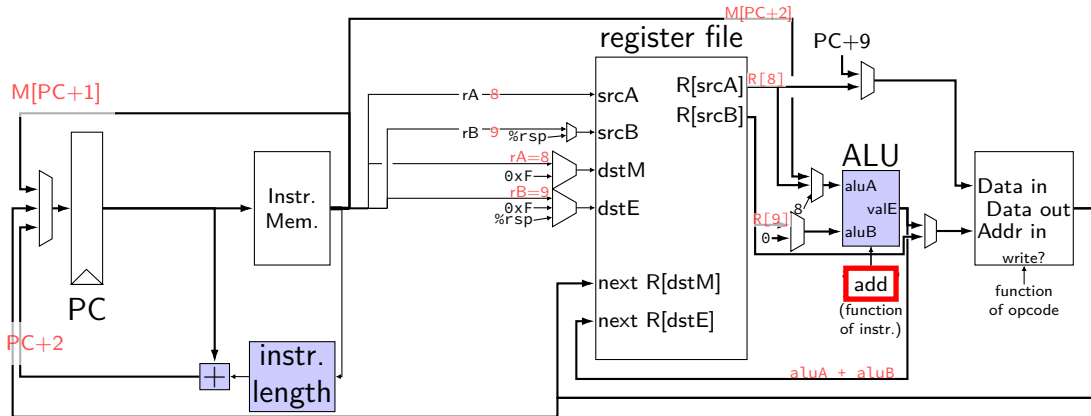 M[PC+2]
register file
PC+9
M[PC+1]
rA 8
srcA
R[srcA]
R[8]
R[srcB]
rB 9
%rsp
srcB
rA=8
0xF
dstM
rB=9
0xF
%rsp
dstE
ALU
aluA
valE
aluB
8
R[9]
0
Instr.
Mem.
Data in
Data out
Addr in
write?
PC
add
(function
of instr.)
function
of opcode
next R[dstM]
next R[dstE]
PC+2
+
instr.
length
aluA + aluB